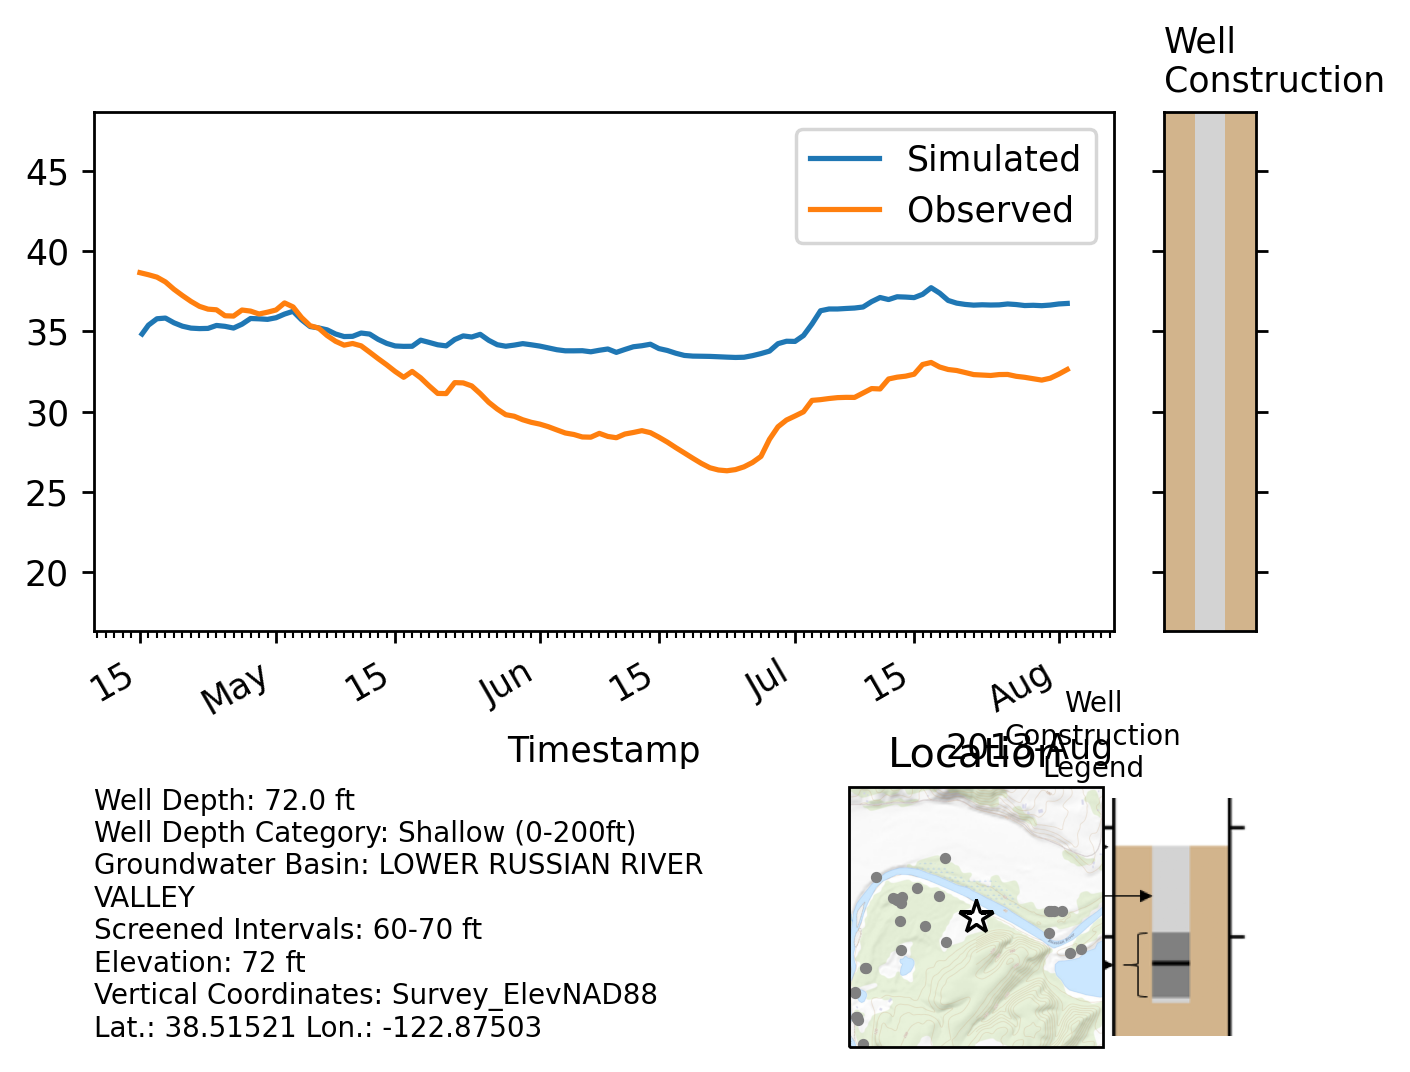 Well
Construction
45
40
35
30
25
20
Simulated
Observed
15
May
15
Jun
15
Jul
15
Aug
Timestamp
2013-Aug
Location
Well
Construction
Legend
Well Depth: 72.0 ft
Well Depth Category: Shallow (0-200ft)
Groundwater Basin: LOWER RUSSIAN RIVER
VALLEY
Screened Intervals: 60-70 ft
Elevation: 72 ft
Vertical Coordinates: Survey_ElevNAD88
Lat.: 38.51521 Lon.: -122.87503